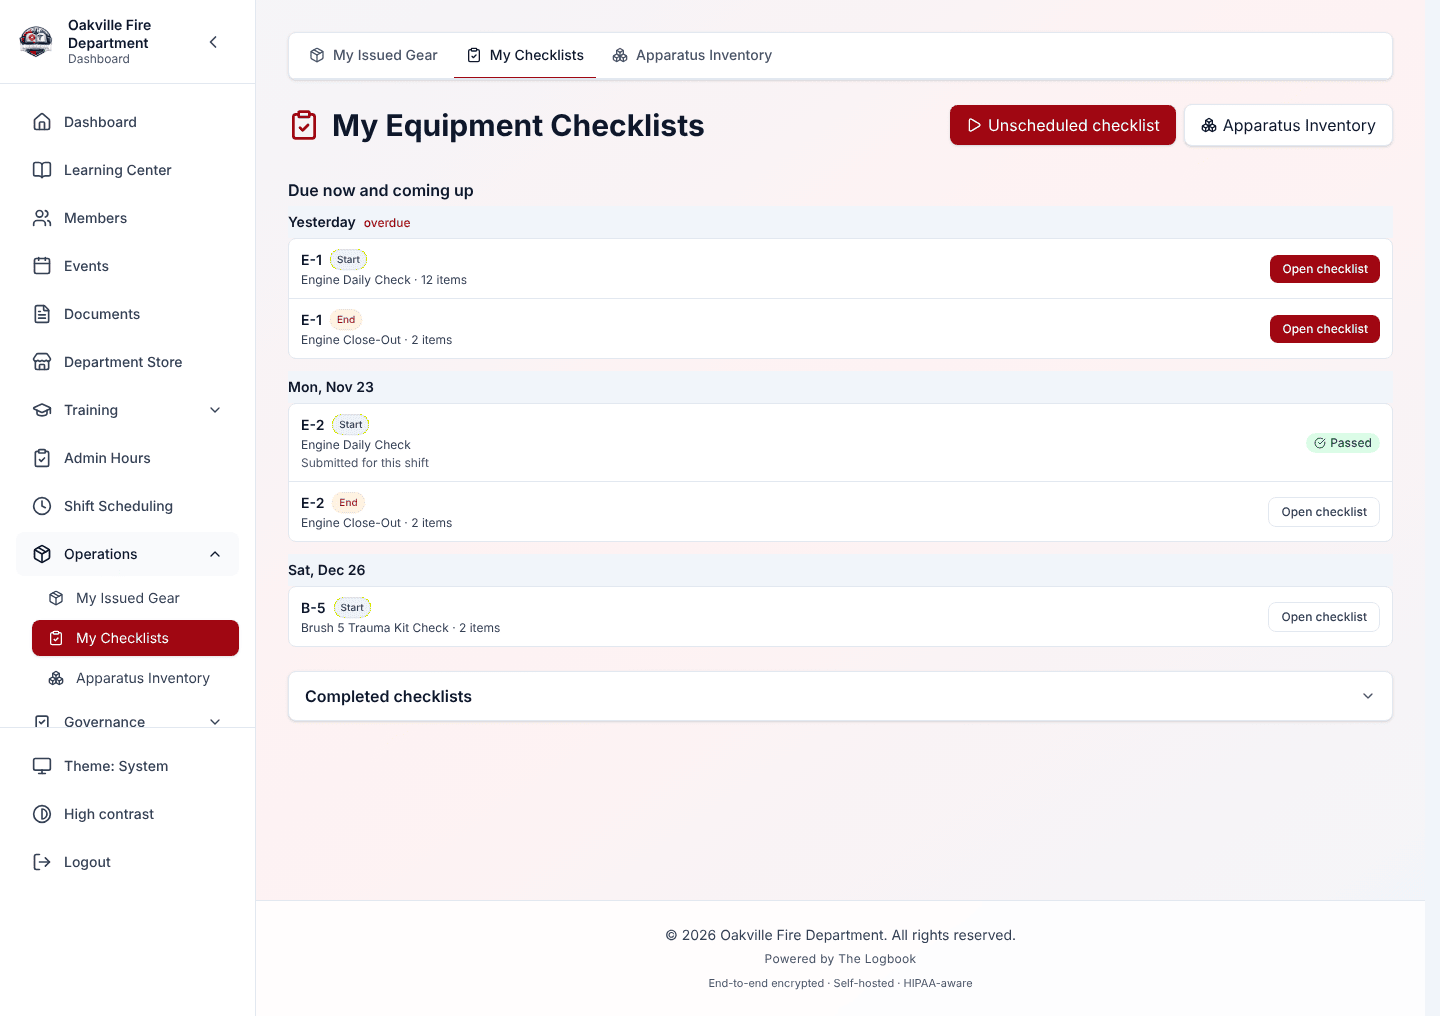 Oakville Fire
Department
Dashboard
Dashboard
Learning Center
Members
Events
Documents
Department Store
Training
Admin Hours
Shift Scheduling
Operations
My Issued Gear
My Checklists
Apparatus Inventory
Governance
Theme: System
High contrast
Logout
My Issued Gear
My Checklists
Apparatus Inventory
My Equipment Checklists
Unscheduled checklist
Apparatus Inventory
Due now and coming up
Yesterday overdue
E-1 Start
Engine Daily Check · 12 items
Open checklist
E-1 End
Engine Close-Out · 2 items
Open checklist
Mon, Nov 23
E-2 Start
Engine Daily Check
Submitted for this shift
Passed
E-2 End
Engine Close-Out · 2 items
Open checklist
Sat, Dec 26
B-5 Start
Brush 5 Trauma Kit Check · 2 items
Open checklist
Completed checklists
© 2026 Oakville Fire Department. All rights reserved.
Powered by The Logbook
End-to-end encrypted · Self-hosted · HIPAA-aware